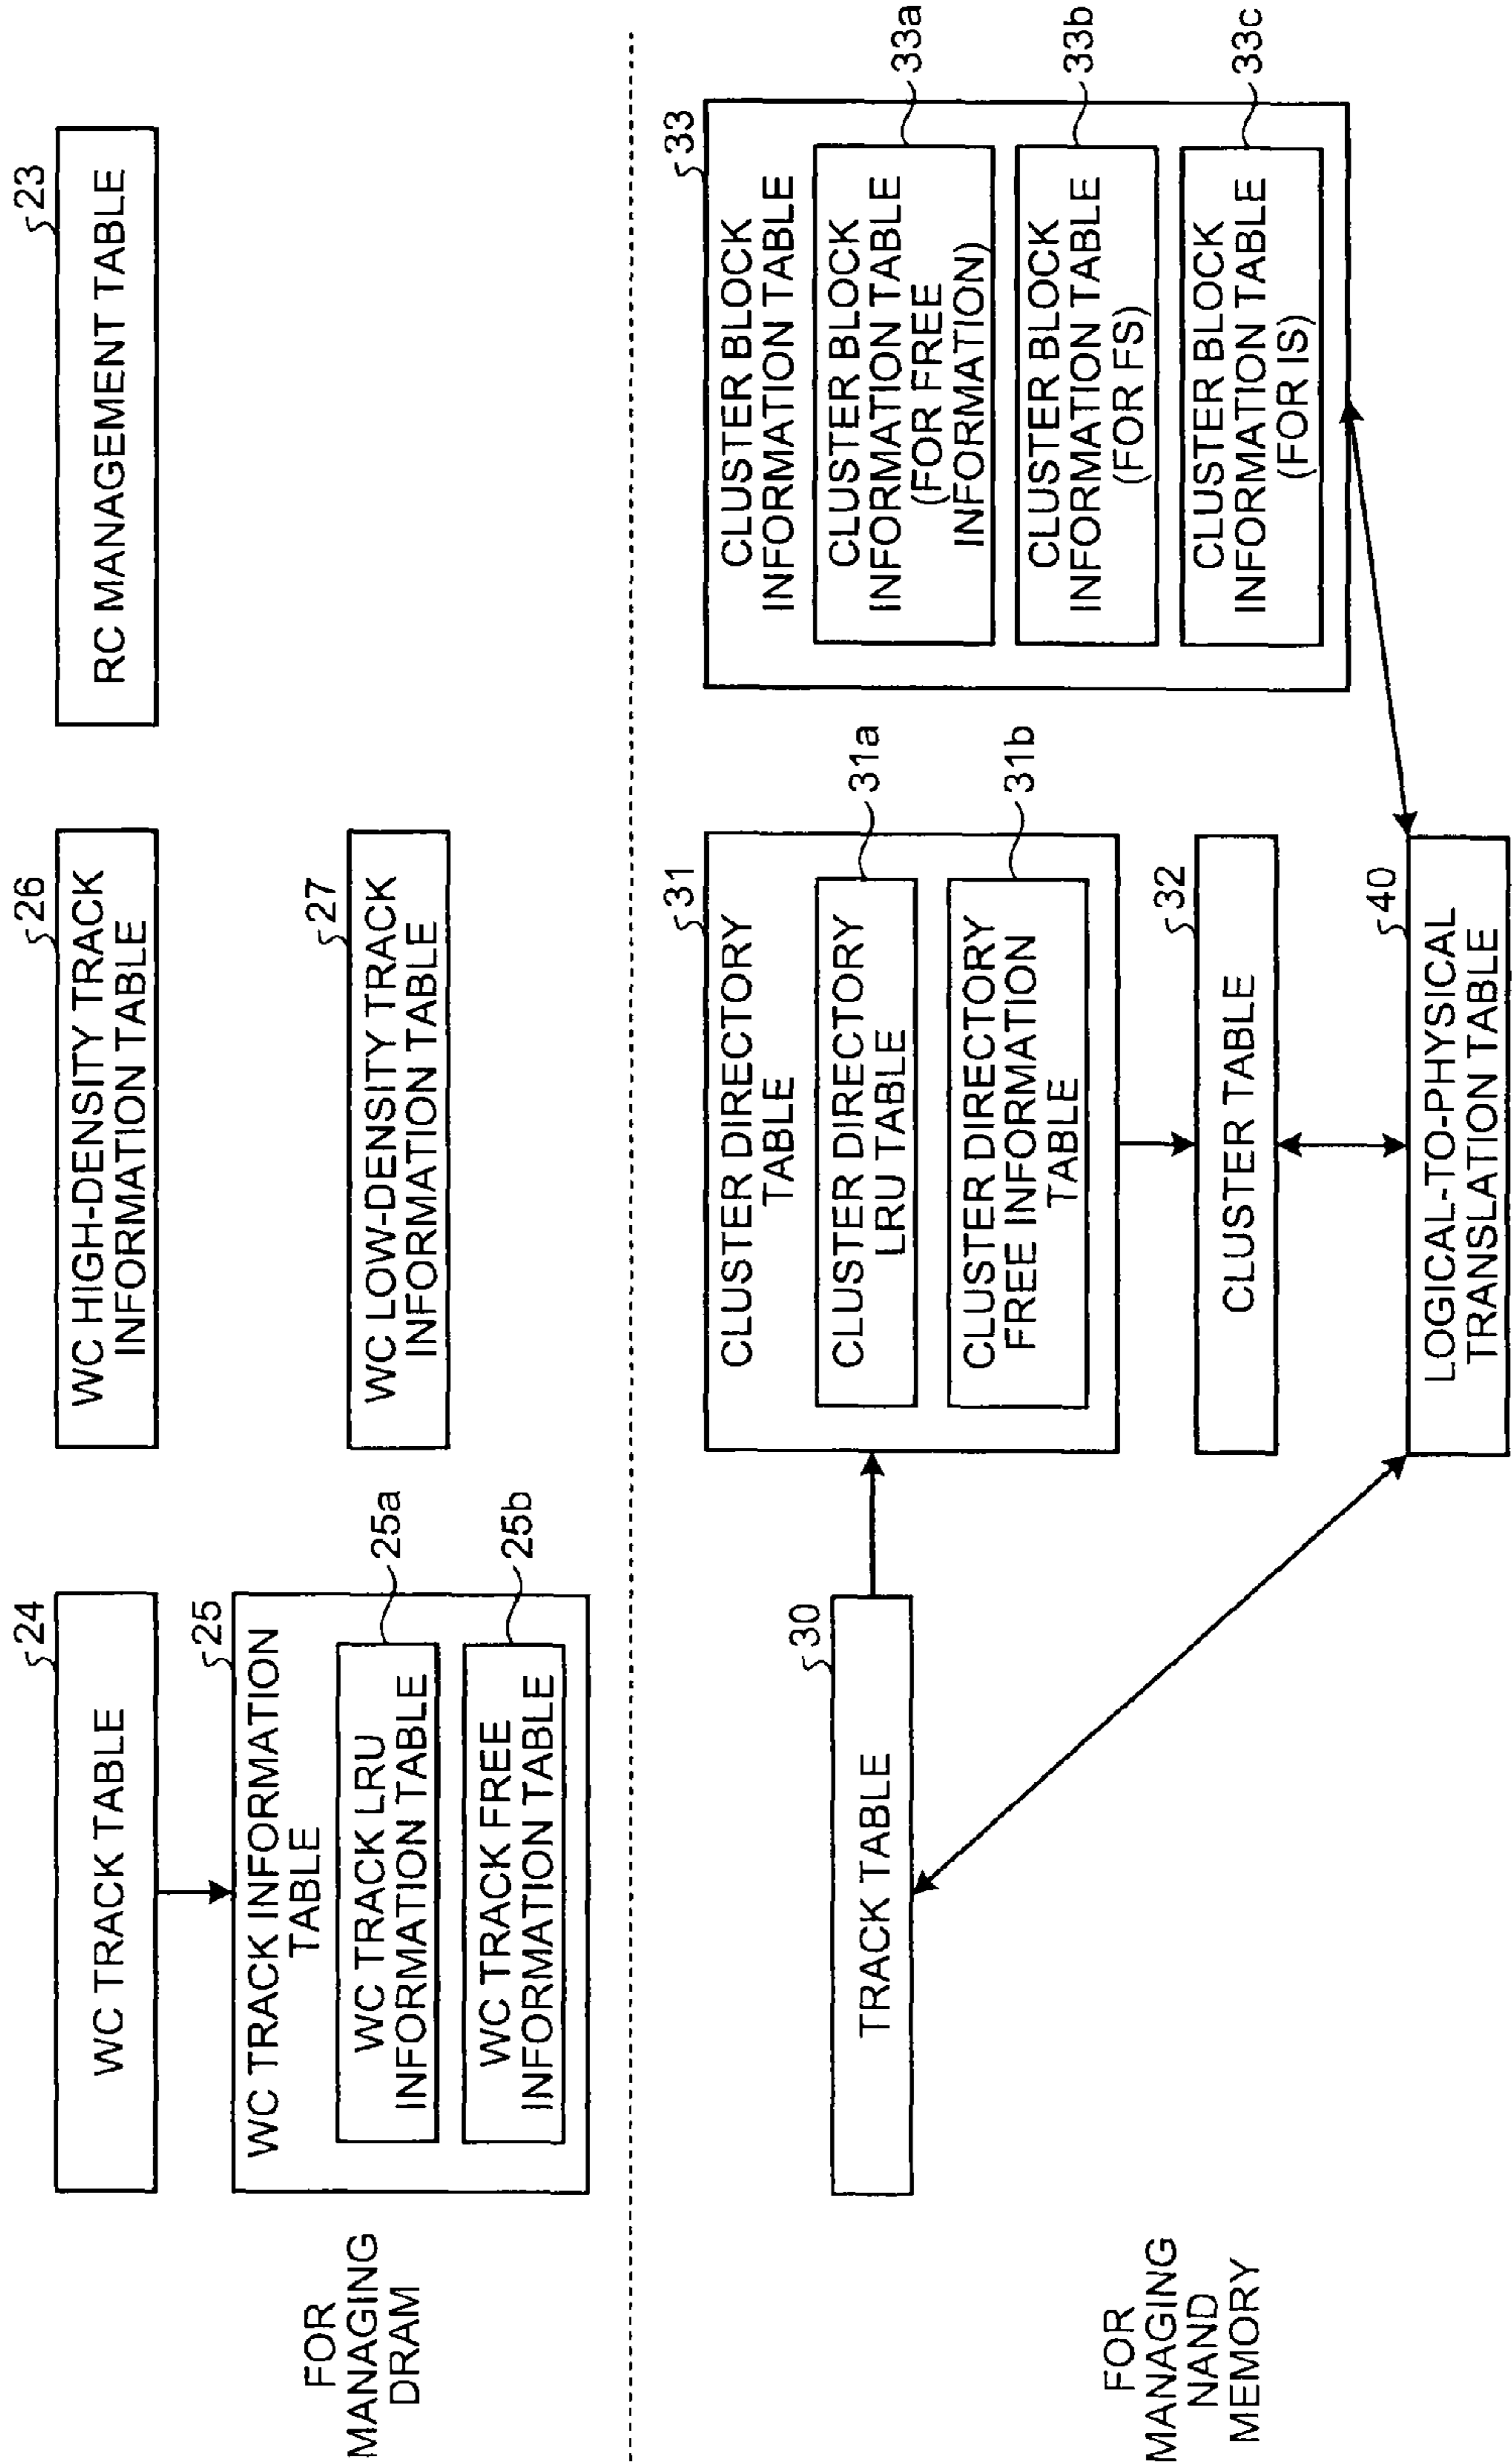 FOR
MANAGING
DRAM
24
WC TRACK TABLE
25
WC TRACK INFORMATION
TABLE
25a
WC TRACK LRU
INFORMATION TABLE
25b
WC TRACK FREE
INFORMATION TABLE
26
WC HIGH-DENSITY TRACK
INFORMATION TABLE
27
WC LOW-DENSITY TRACK
INFORMATION TABLE
23
RC MANAGEMENT TABLE
FOR
MANAGING
NAND
MEMORY
30
TRACK TABLE
31
CLUSTER DIRECTORY
TABLE
31a
CLUSTER DIRECTORY
LRU TABLE
31b
CLUSTER DIRECTORY
FREE INFORMATION
TABLE
32
CLUSTER TABLE
40
LOGICAL-TO-PHYSICAL
TRANSLATION TABLE
33
CLUSTER BLOCK
INFORMATION TABLE
33a
CLUSTER BLOCK
INFORMATION TABLE
(FOR FREE
INFORMATION)
33b
CLUSTER BLOCK
INFORMATION TABLE
(FOR FS)
33c
CLUSTER BLOCK
INFORMATION TABLE
(FOR IS)